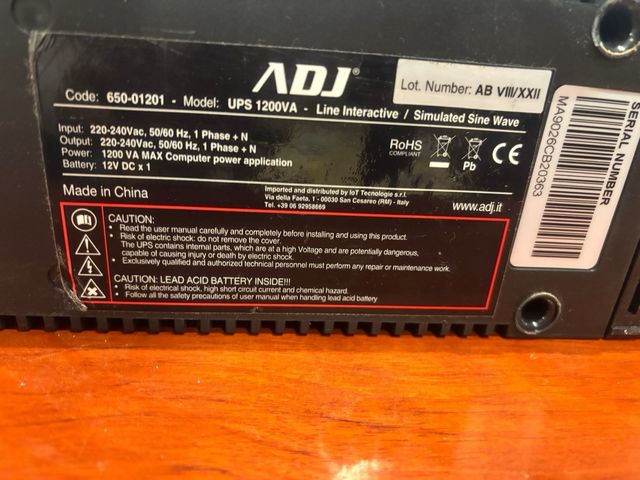 ADJ®
Lot. Number: AB VIII/XXII
Code: 650-01201 - Model: UPS 1200VA - Line Interactive / Simulated Sine Wave
Input: 220-240Vac, 50/60 Hz, 1 Phase + N
Output: 220-240Vac, 50/60 Hz, 1 Phase + N
Power: 1200 VA MAX Computer power application
Battery: 12V DC x 1
RoHS
COMPLIANT
Pb
CE
Made in China
Imported and distributed by IoT Tecnologie s.r.l.
Via della Faeta, 1 - 00030 San Cesareo (RM) - Italy
Tel. +39 06 92958669
www.adj.it
CAUTION:
• Read the user manual carefully and completely before installing and using this product.
• Risk of electric shock: do not remove the cover.
The UPS contains internal parts, which are at a high Voltage and are potentially dangerous,
capable of causing injury or death by electric shock.
• Exclusively qualified and authorized technical personnel must perform any repair or maintenance work.
CAUTION: LEAD ACID BATTERY INSIDE!!!
• Risk of electrical shock, high short circuit current and chemical hazard.
• Follow all the safety precautions of user manual when handling lead acid battery
SERIAL NUMBER
MA9026CB20363